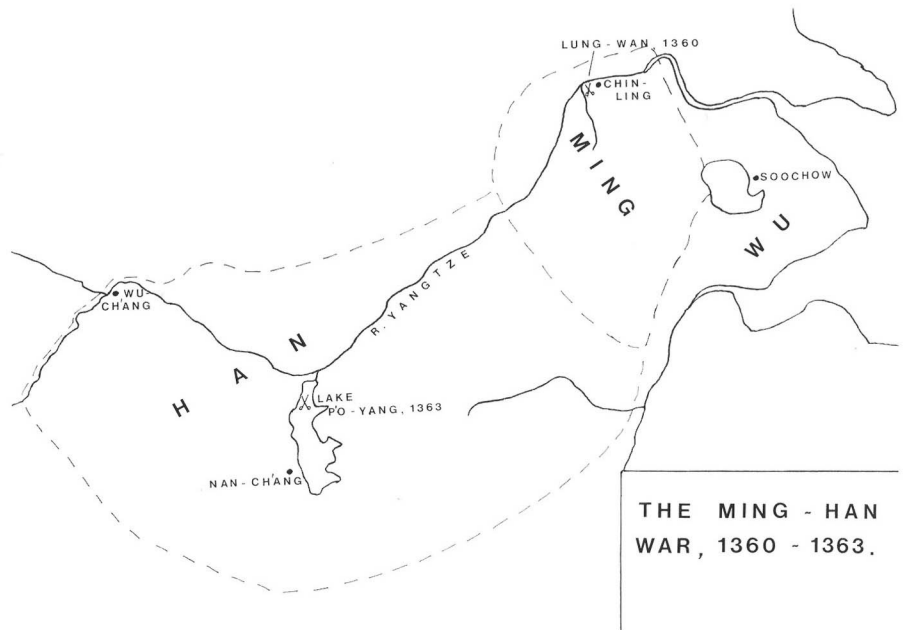 LUNG-WAN, 1360
CHIN-
LING
MING
SOOCHOW
WU
R. YANGTZE
WU-
CH'ANG
HAN
LAKE
P'O-YANG, 1363
NAN-CH'ANG
THE MING - HAN
WAR, 1360 - 1363.